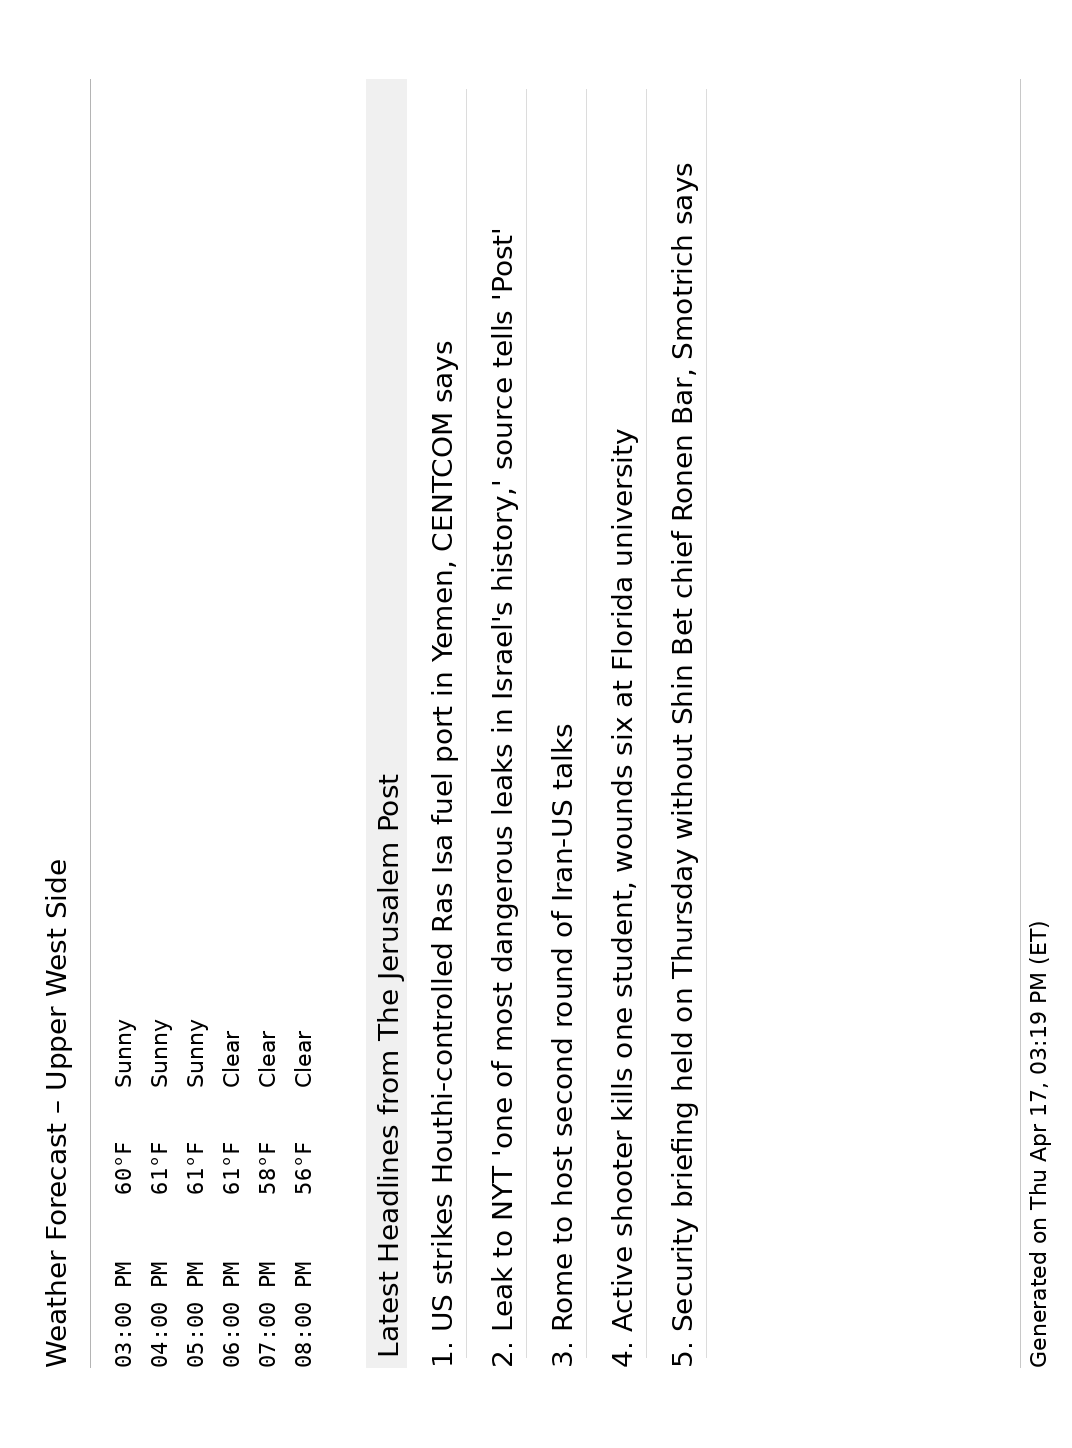 Weather Forecast – Upper West Side
03:00 PM 60°F Sunny
04:00 PM 61°F Sunny
05:00 PM 61°F Sunny
06:00 PM 61°F Clear
07:00 PM 58°F Clear
08:00 PM 56°F Clear
Latest Headlines from The Jerusalem Post
1. US strikes Houthi-controlled Ras Isa fuel port in Yemen, CENTCOM says
2. Leak to NYT 'one of most dangerous leaks in Israel's history,' source tells 'Post'
3. Rome to host second round of Iran-US talks
4. Active shooter kills one student, wounds six at Florida university
5. Security briefing held on Thursday without Shin Bet chief Ronen Bar, Smotrich says
Generated on Thu Apr 17, 03:19 PM (ET)